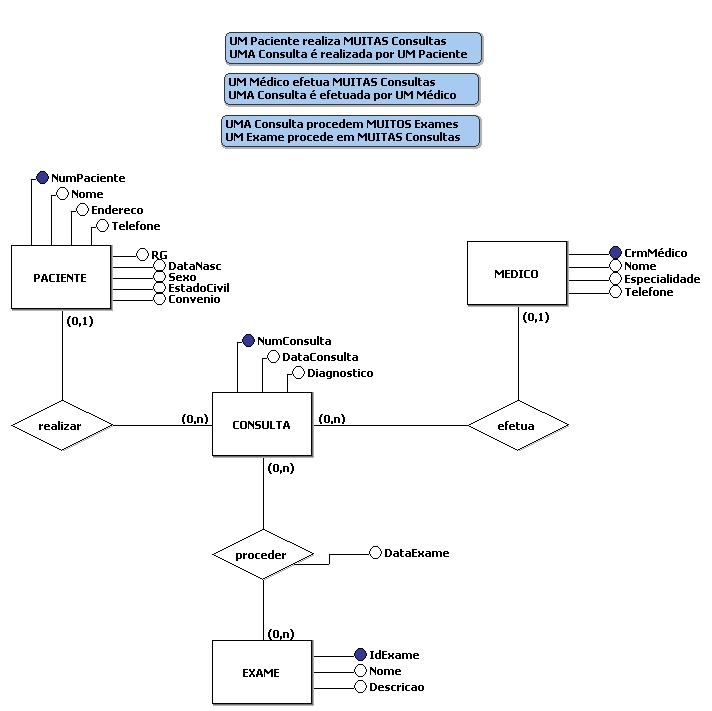 UM Paciente realiza MUITAS Consultas
UMA Consulta é realizada por UM Paciente
UM Médico efetua MUITAS Consultas
UMA Consulta é efetuada por UM Médico
UMA Consulta procedem MUITOS Exames
UM Exame procede em MUITAS Consultas
NumPaciente
Nome
Endereco
Telefone
PACIENTE
RG
DataNasc
Sexo
EstadoCivil
Convenio
(0,1)
MEDICO
CrmMédico
Nome
Especialidade
Telefone
(0,1)
NumConsulta
DataConsulta
Diagnostico
realizar
(0,n)
CONSULTA
(0,n)
efetua
(0,n)
proceder
DataExame
(0,n)
EXAME
IdExame
Nome
Descricao